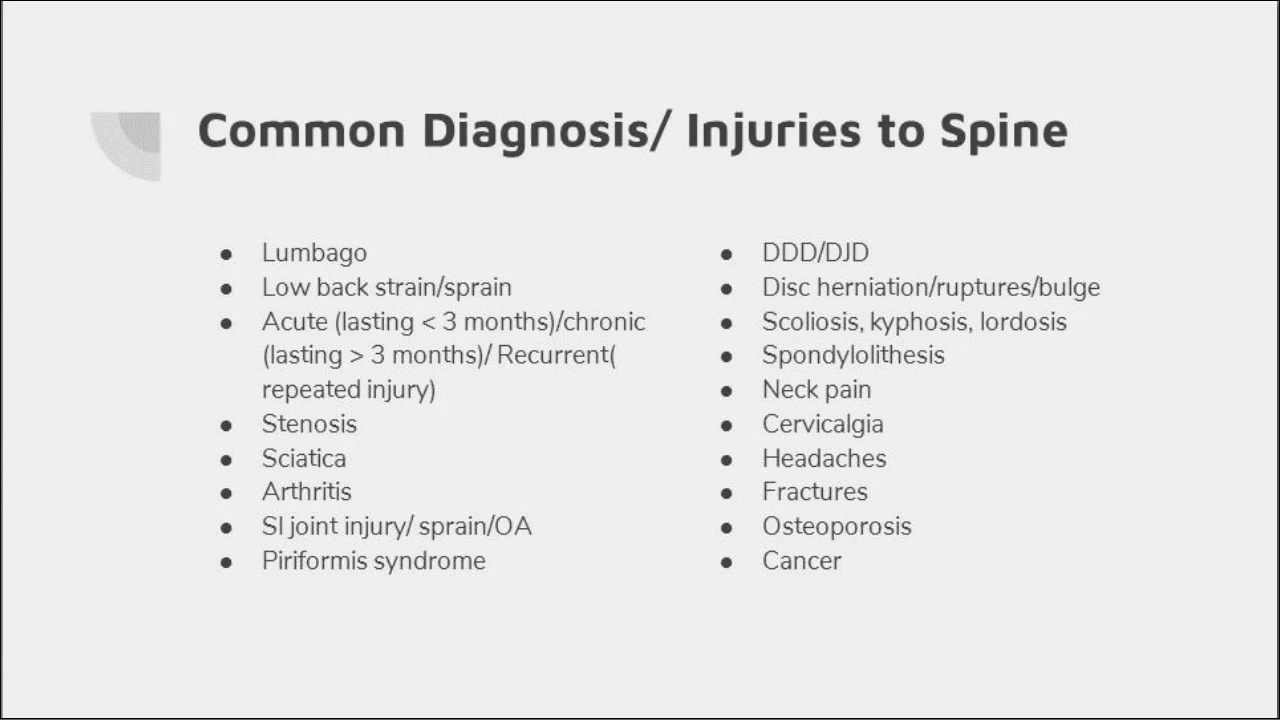 Common Diagnosis/ Injuries to Spine
● Lumbago
● Low back strain/sprain
● Acute (lasting < 3 months)/chronic
(lasting > 3 months)/ Recurrent(
repeated injury)
● Stenosis
● Sciatica
● Arthritis
● SI joint injury/ sprain/OA
● Piriformis syndrome
● DDD/DJD
● Disc herniation/ruptures/bulge
● Scoliosis, kyphosis, lordosis
● Spondylolithesis
● Neck pain
● Cervicalgia
● Headaches
● Fractures
● Osteoporosis
● Cancer